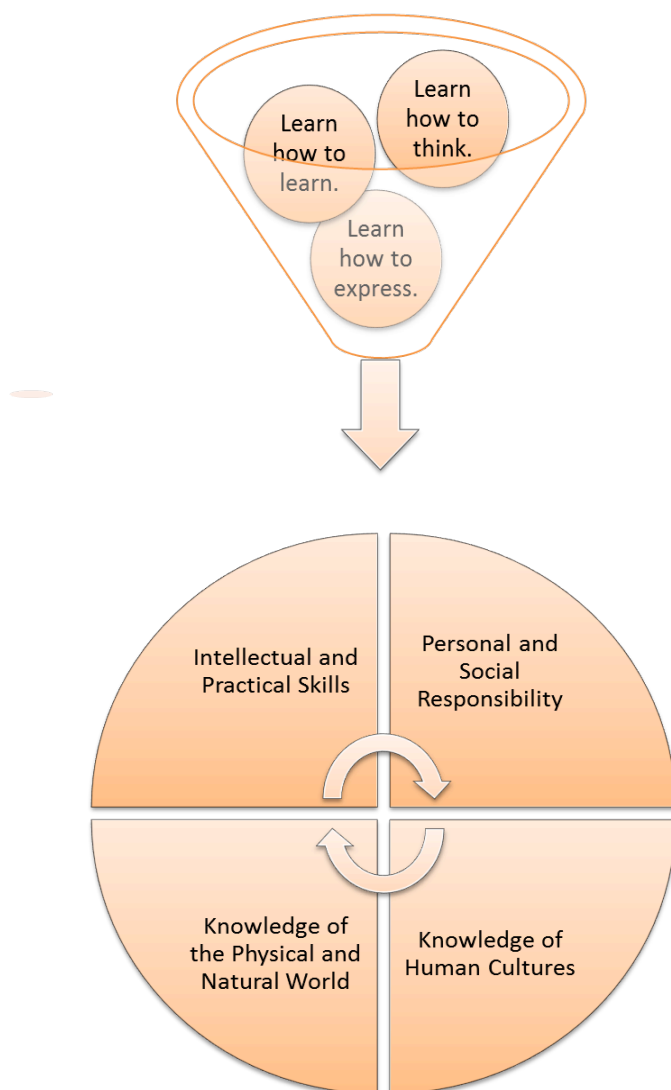 Learn
how to
think.
Learn
how to
learn.
Learn
how to
express.
Intellectual and
Practical Skills
Personal and
Social
Responsibility
Knowledge of
the Physical and
Natural World
Knowledge of
Human Cultures